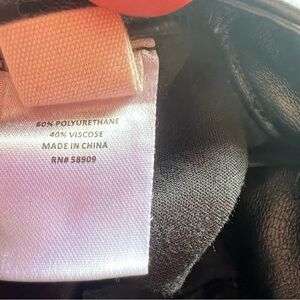 60% POLYURETHANE
40% VISCOSE
MADE IN CHINA
RN# 58909